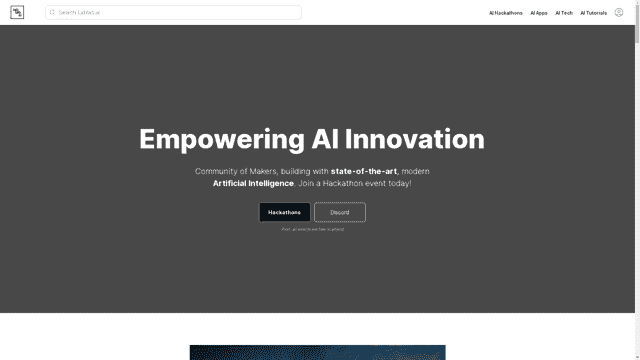 Search LabLab.ai
AI Hackathons
AI Apps
AI Tech
AI Tutorials
Empowering AI Innovation
Community of Makers, building with state-of-the-art, modern
Artificial Intelligence. Join a Hackathon event today!
Hackathons
Discord